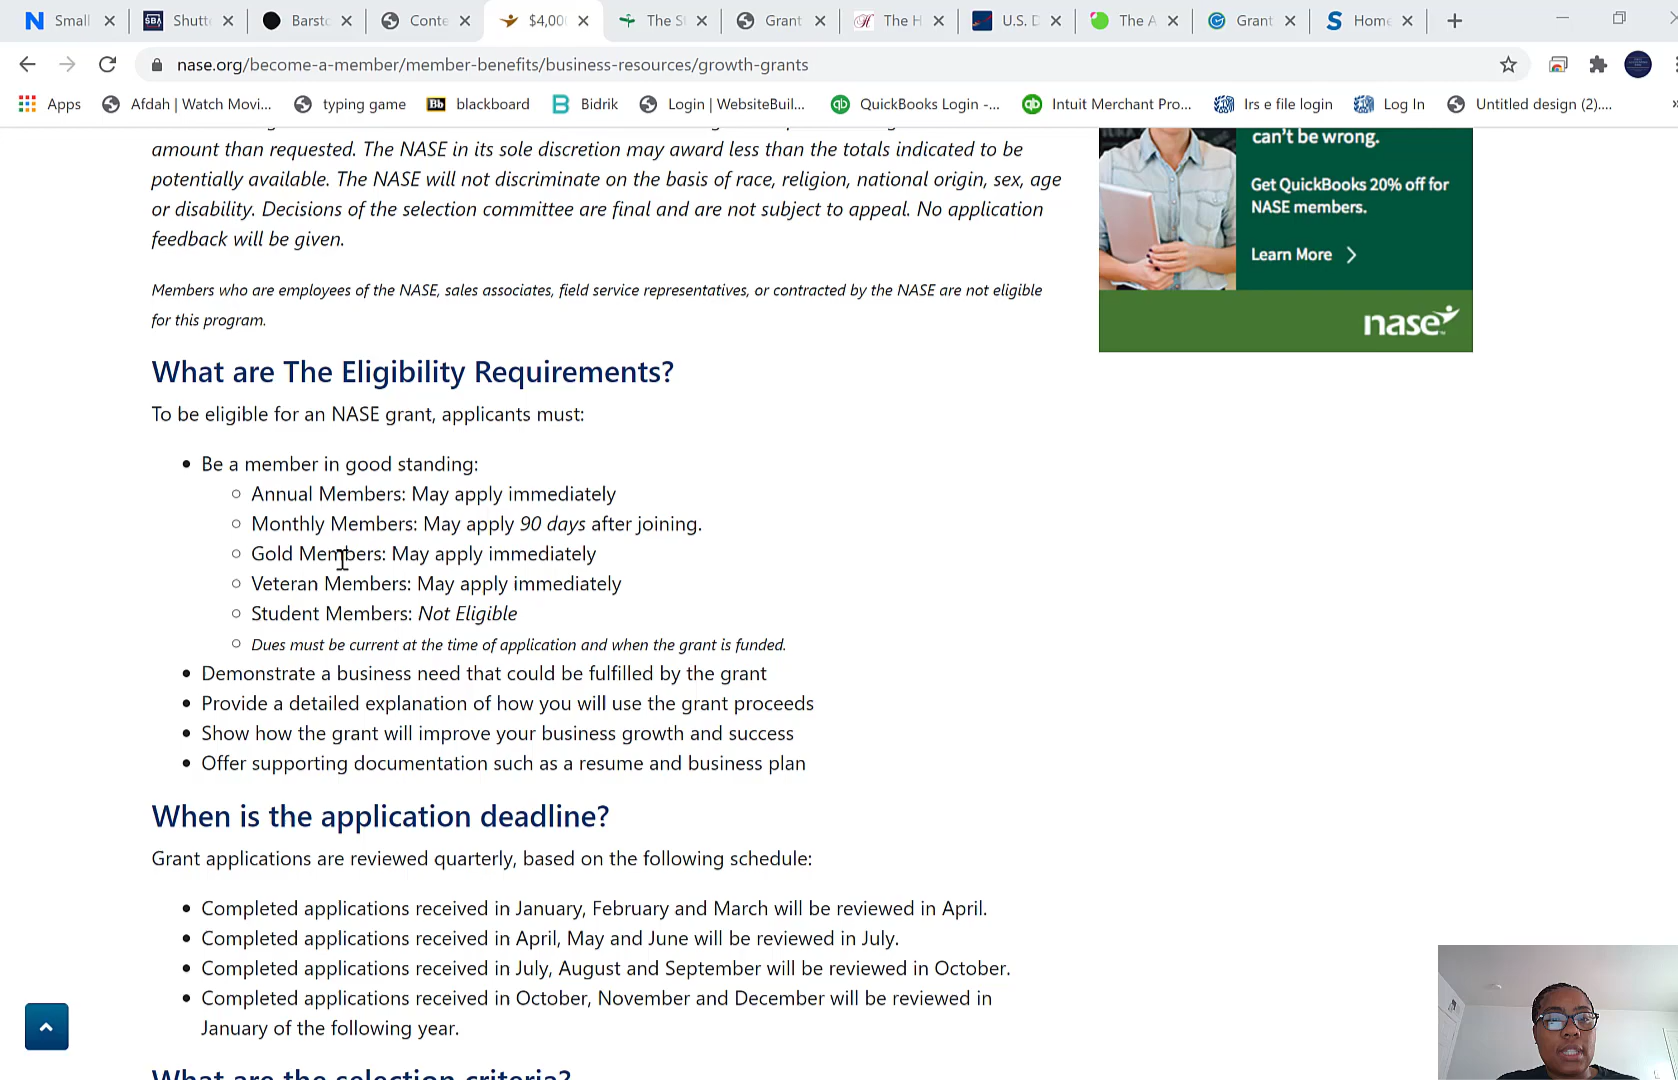 Small
Shutt
Barst
Conte
$4,00
The S
Grant
The H
U.S. D
The A
Grant
Home
nase.org/become-a-member/member-benefits/business-resources/growth-grants
Apps
Afdah | Watch Movi...
typing game
Bb blackboard
Bidrik
Login | WebsiteBuil...
qb QuickBooks Login -...
qb Intuit Merchant Pro...
Irs e file login
Log In
Untitled design (2)....
amount than requested. The NASE in its sole discretion may award less than the totals indicated to be
potentially available. The NASE will not discriminate on the basis of race, religion, national origin, sex, age
or disability. Decisions of the selection committee are final and are not subject to appeal. No application
feedback will be given.
Members who are employees of the NASE, sales associates, field service representatives, or contracted by the NASE are not eligible
for this program.
can't be wrong.
Get QuickBooks 20% off for
NASE members.
Learn More
nase
What are The Eligibility Requirements?
To be eligible for an NASE grant, applicants must:
Be a member in good standing:
Annual Members: May apply immediately
Monthly Members: May apply 90 days after joining.
Gold Members: May apply immediately
Veteran Members: May apply immediately
Student Members: Not Eligible
Dues must be current at the time of application and when the grant is funded.
Demonstrate a business need that could be fulfilled by the grant
Provide a detailed explanation of how you will use the grant proceeds
Show how the grant will improve your business growth and success
Offer supporting documentation such as a resume and business plan
When is the application deadline?
Grant applications are reviewed quarterly, based on the following schedule:
Completed applications received in January, February and March will be reviewed in April.
Completed applications received in April, May and June will be reviewed in July.
Completed applications received in July, August and September will be reviewed in October.
Completed applications received in October, November and December will be reviewed in
January of the following year.
What are the selection criteria?